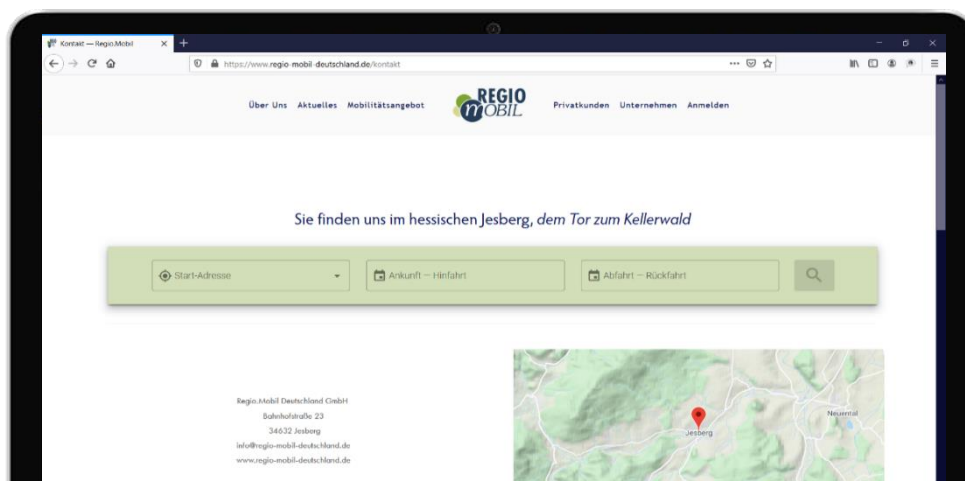 Kontakt — Regio.Mobil
https://www.regio-mobil-deutschland.de/kontakt
Über Uns Aktuelles Mobilitätsangebot REGIO mOBIL Privatkunden Unternehmen Anmelden
Sie finden uns im hessischen Jesberg, dem Tor zum Kellerwald
Start-Adresse Ankunft — Hinfahrt Abfahrt — Rückfahrt
Regio.Mobil Deutschland GmbH
Bahnhofstraße 23
34632 Jesberg
info@regio-mobil-deutschland.de
www.regio-mobil-deutschland.de
Neuental
Jesberg